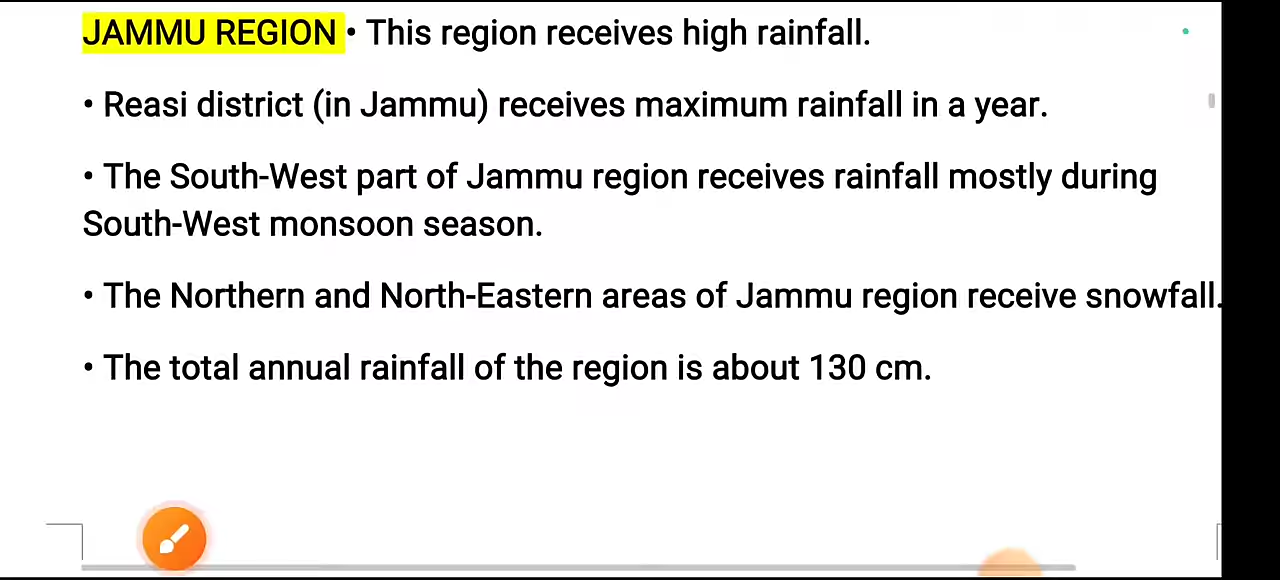 JAMMU REGION • This region receives high rainfall.
• Reasi district (in Jammu) receives maximum rainfall in a year.
• The South-West part of Jammu region receives rainfall mostly during
South-West monsoon season.
• The Northern and North-Eastern areas of Jammu region receive snowfall.
• The total annual rainfall of the region is about 130 cm.